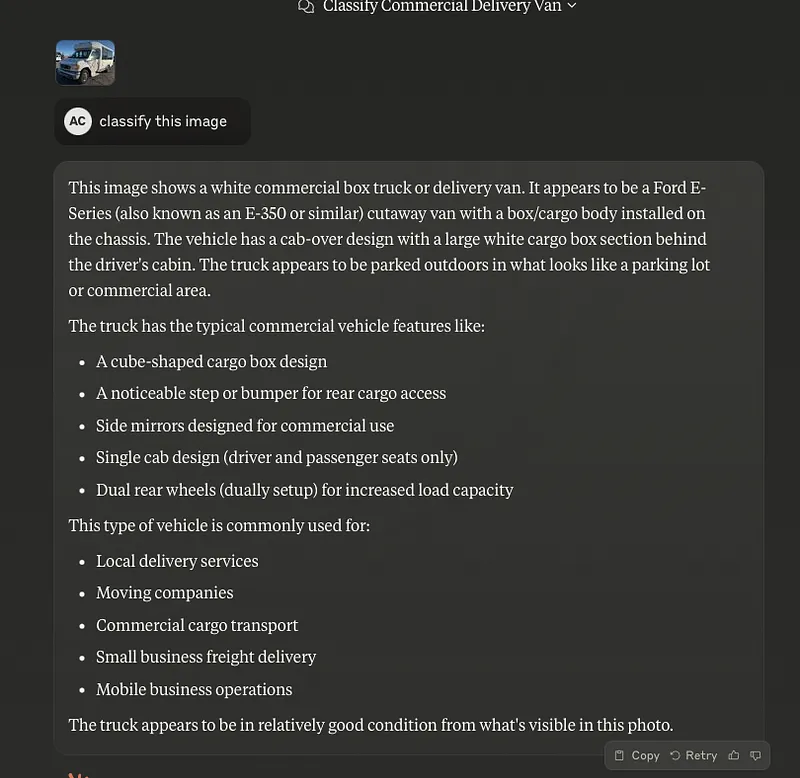 Classify Commercial Delivery Van
AC classify this image
This image shows a white commercial box truck or delivery van. It appears to be a Ford E-
Series (also known as an E-350 or similar) cutaway van with a box/cargo body installed on
the chassis. The vehicle has a cab-over design with a large white cargo box section behind
the driver's cabin. The truck appears to be parked outdoors in what looks like a parking lot
or commercial area.
The truck has the typical commercial vehicle features like:
• A cube-shaped cargo box design
• A noticeable step or bumper for rear cargo access
• Side mirrors designed for commercial use
• Single cab design (driver and passenger seats only)
• Dual rear wheels (dually setup) for increased load capacity
This type of vehicle is commonly used for:
• Local delivery services
• Moving companies
• Commercial cargo transport
• Small business freight delivery
• Mobile business operations
The truck appears to be in relatively good condition from what's visible in this photo.
Copy Retry